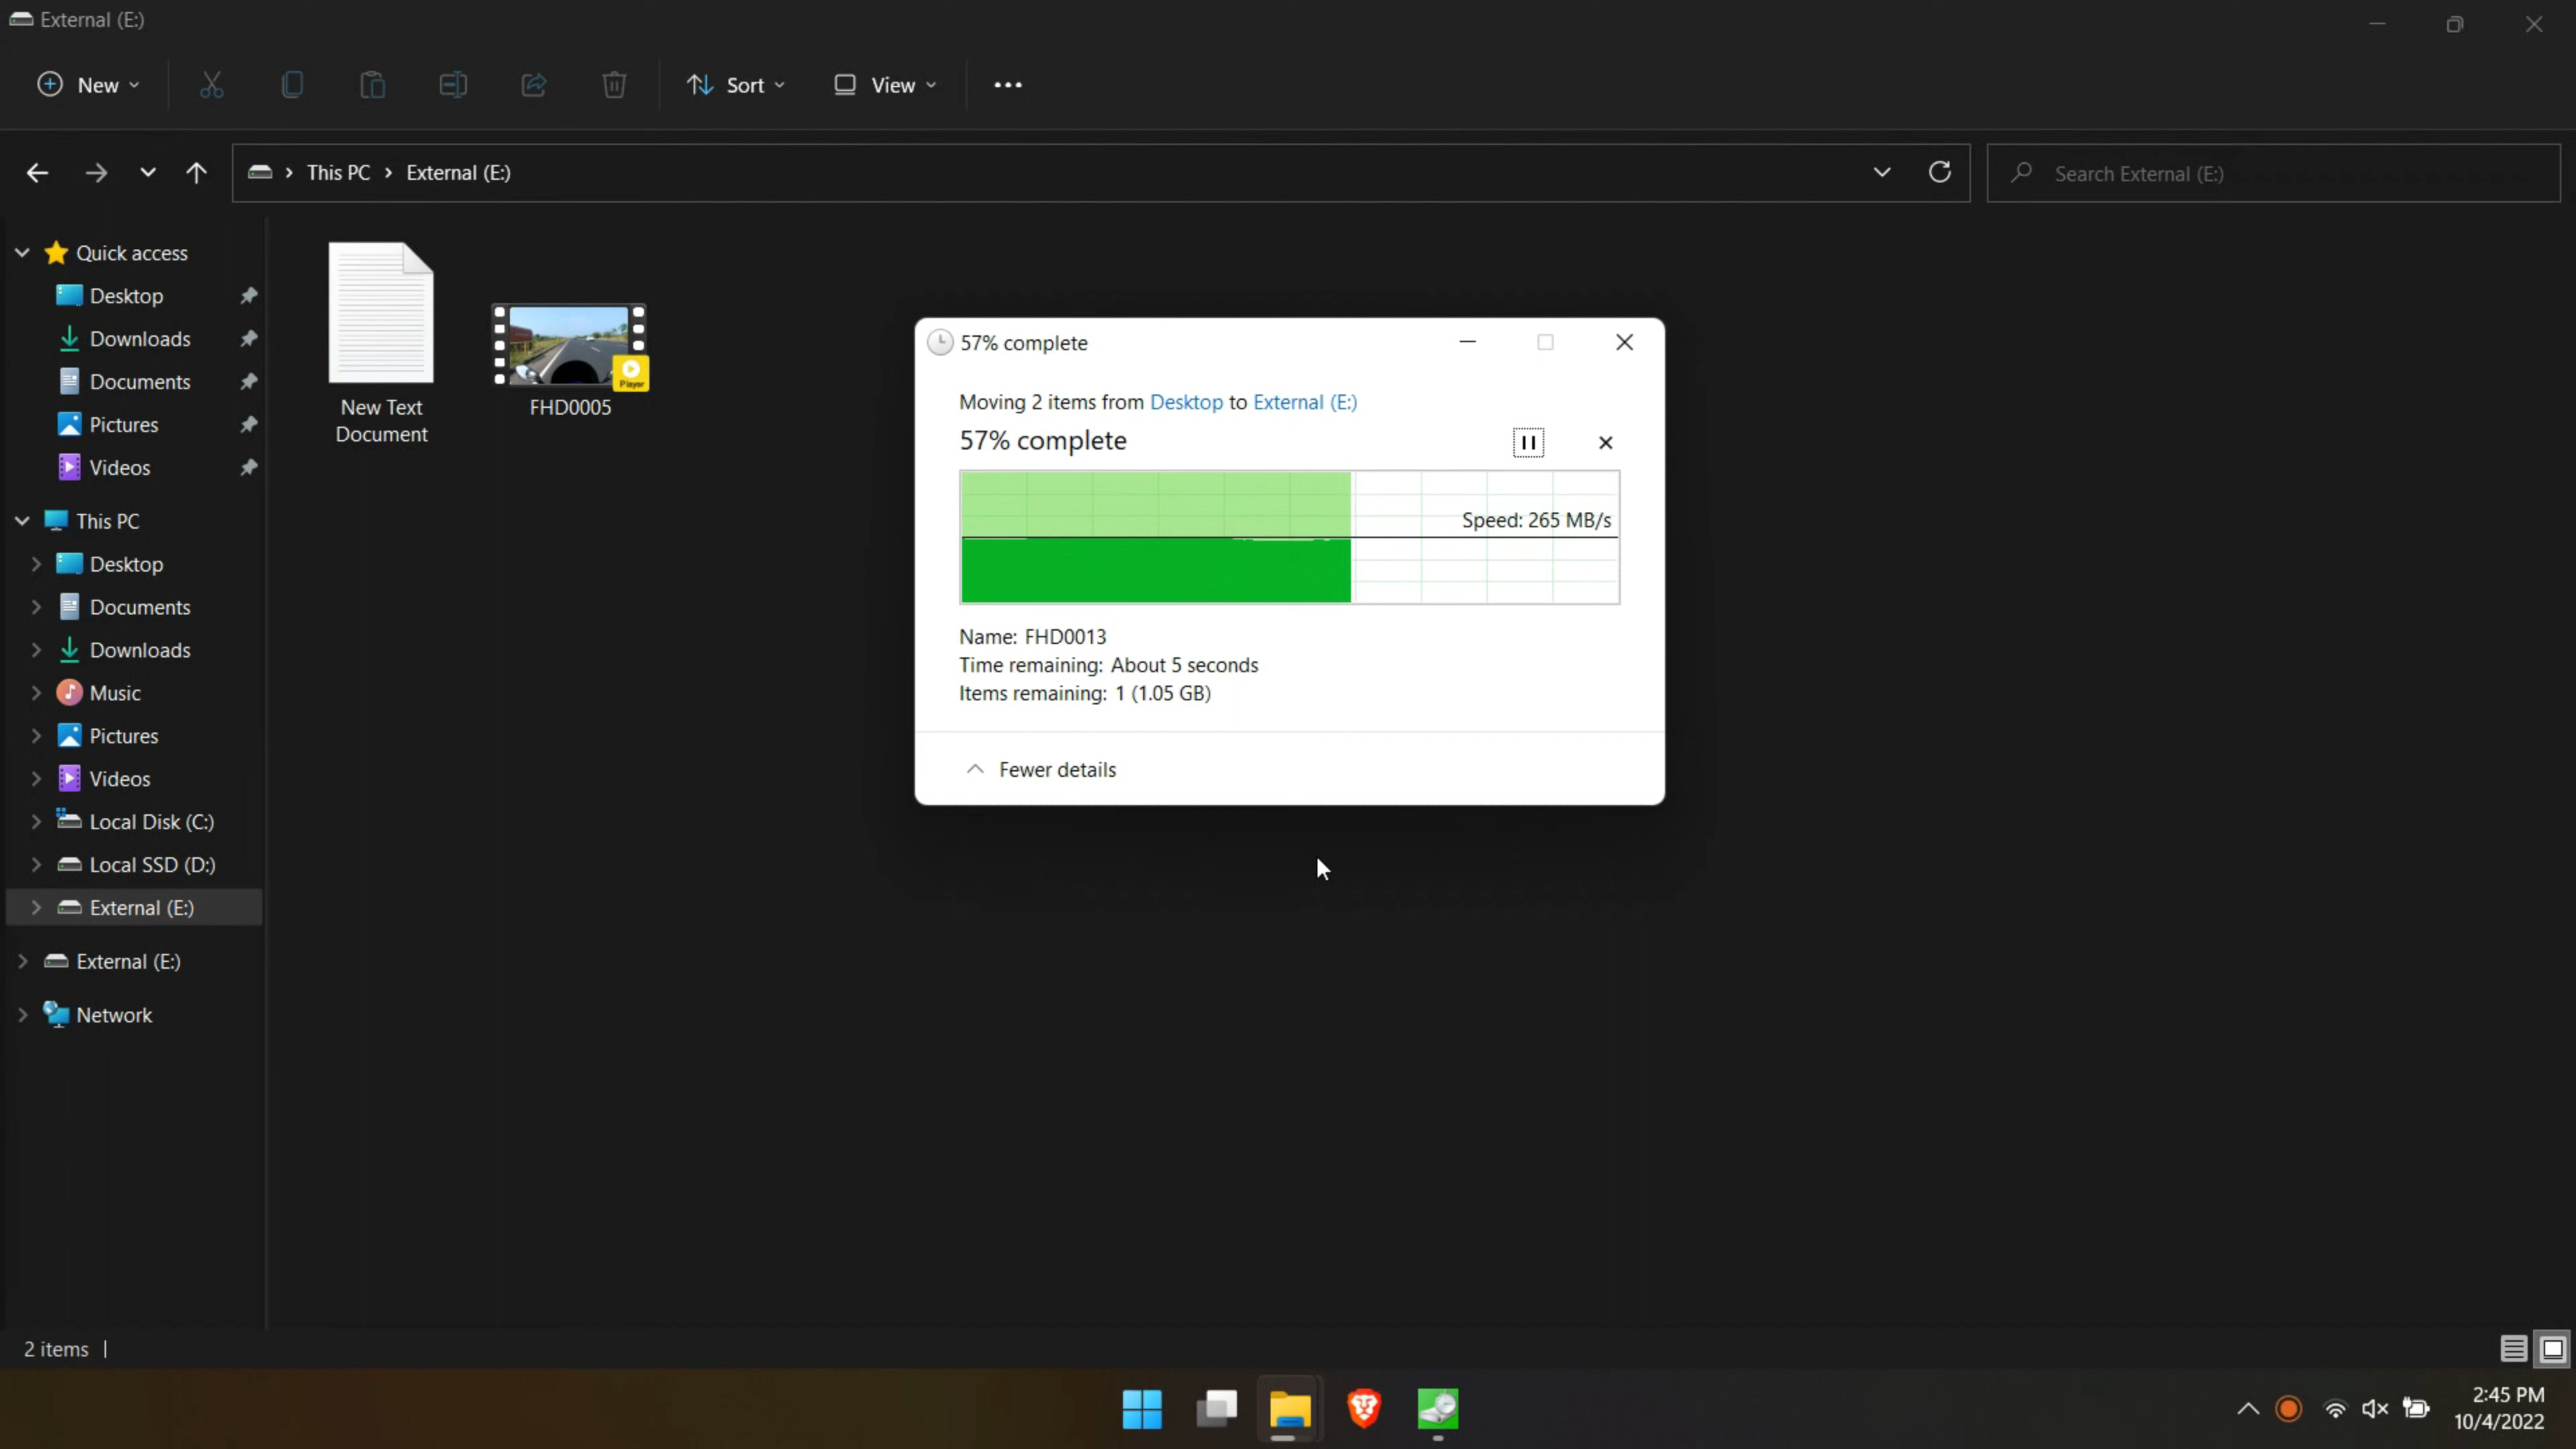 External (E:)
New
Sort
View
This PC
External (E:)
Search External (E:)
Quick access
Desktop
Downloads
Documents
Pictures
Videos
This PC
Desktop
Documents
Downloads
Music
Pictures
Videos
Local Disk (C:)
Local SSD (D:)
External (E:)
External (E:)
Network
New Text
Document
Player
FHD0005
57% complete
Moving 2 items from Desktop to External (E:)
57% complete
Speed: 265 MB/s
Name: FHD0013
Time remaining: About 5 seconds
Items remaining: 1 (1.05 GB)
Fewer details
2 items
2:45 PM
10/4/2022